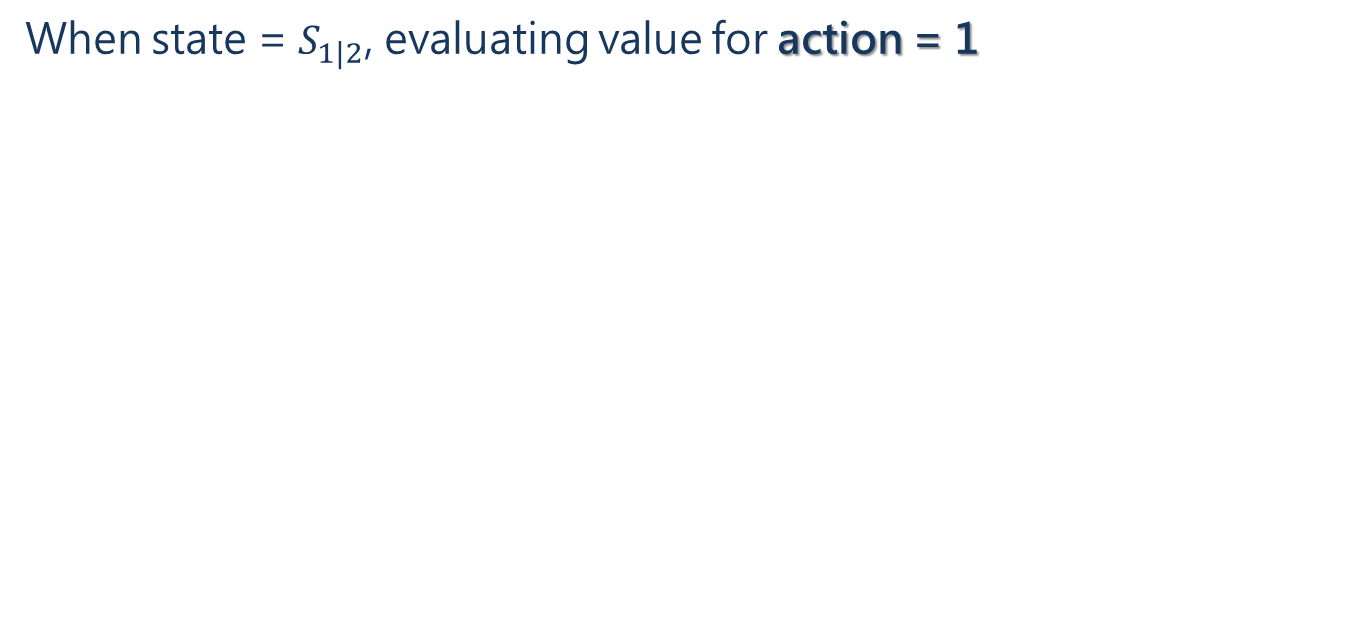 When state = S₁|₂, evaluating value for action = 1